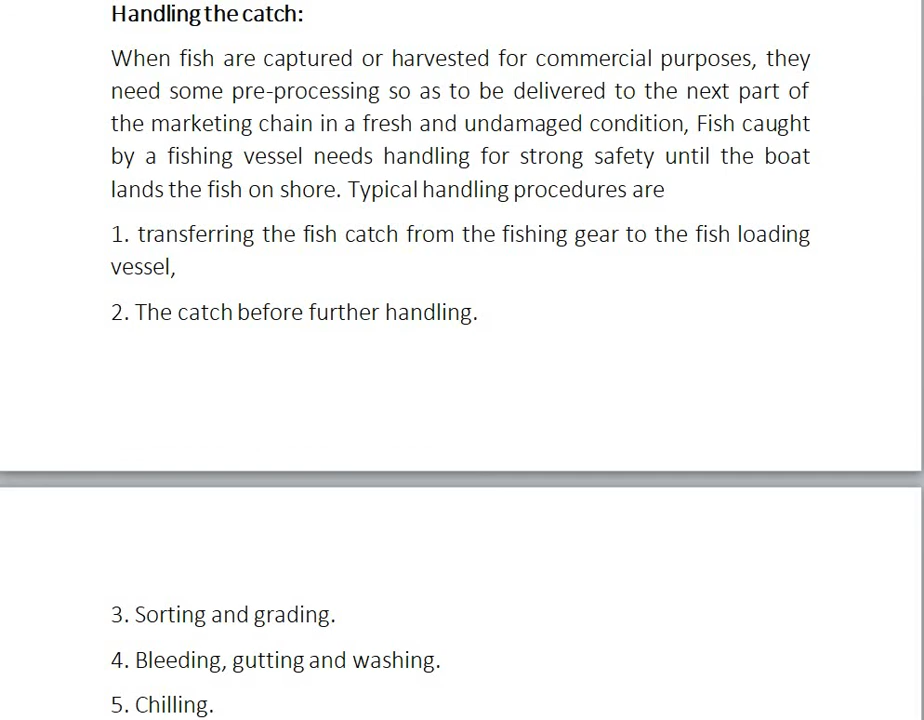 Handling the catch:
When fish are captured or harvested for commercial purposes, they
need some pre-processing so as to be delivered to the next part of
the marketing chain in a fresh and undamaged condition, Fish caught
by a fishing vessel needs handling for strong safety until the boat
lands the fish on shore. Typical handling procedures are
1. transferring the fish catch from the fishing gear to the fish loading
vessel,
2. The catch before further handling.
3. Sorting and grading.
4. Bleeding, gutting and washing.
5. Chilling.